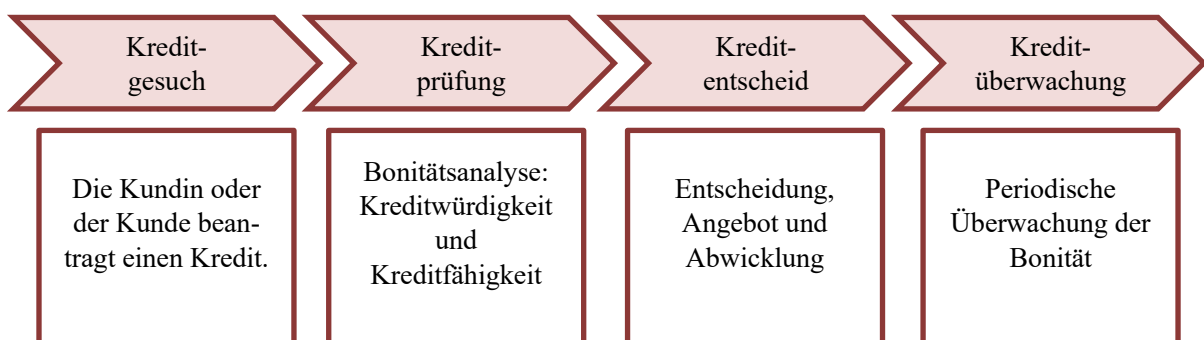 Kredit-
gesuch
Kredit-
prüfung
Kredit-
entscheid
Kredit-
überwachung
Die Kundin oder
der Kunde bean-
tragt einen Kredit.
Bonitätsanalyse:
Kreditwürdigkeit
und
Kreditfähigkeit
Entscheidung,
Angebot und
Abwicklung
Periodische
Überwachung der
Bonität